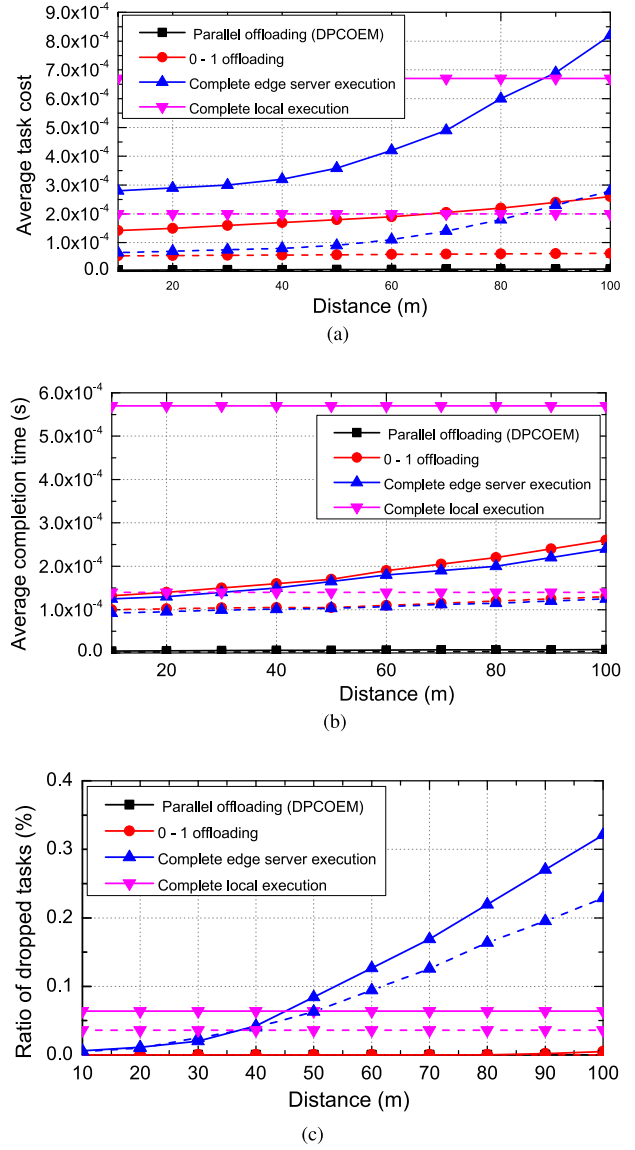 9.0x10-4
8.0x10-4
7.0x10-4
6.0x10-4
5.0x10-4
4.0x10-4
3.0x10-4
2.0x10-4
1.0x10-4
0.0
Average task cost
Parallel offloading (DPCOEM)
0 - 1 offloading
Complete edge server execution
Complete local execution
20 40 60 80 100
Distance (m)
(a)
6.0x10-4
5.0x10-4
4.0x10-4
3.0x10-4
2.0x10-4
1.0x10-4
0.0
Average completion time (s)
Parallel offloading (DPCOEM)
0 - 1 offloading
Complete edge server execution
Complete local execution
20 40 60 80 100
Distance (m)
(b)
0.4
0.3
0.2
0.1
0.0
Ratio of dropped tasks (%)
Parallel offloading (DPCOEM)
0 - 1 offloading
Complete edge server execution
Complete local execution
10 20 30 40 50 60 70 80 90 100
Distance (m)
(c)